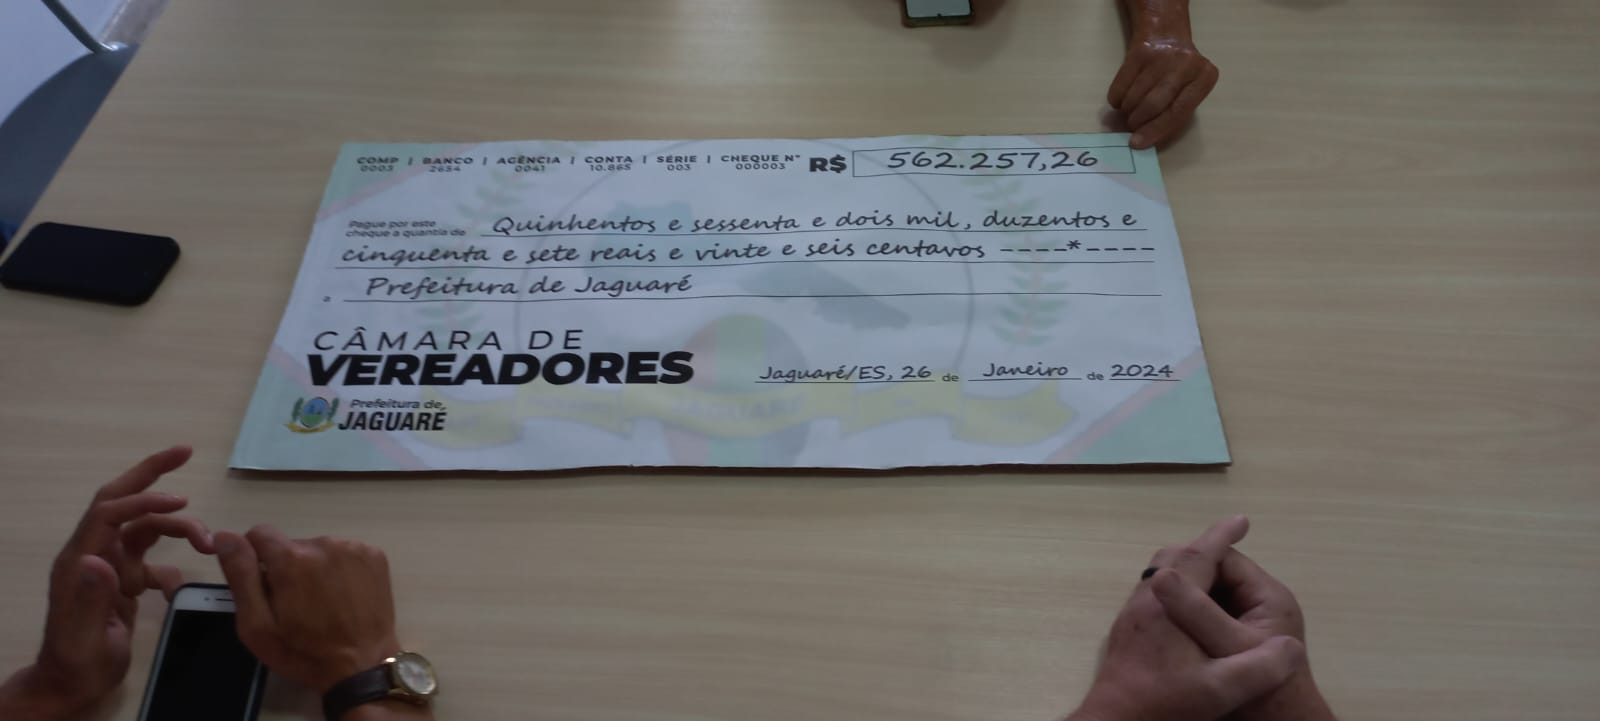 COMP | BANCO | AGÊNCIA | CONTA | SÉRIE | CHEQUE N° R$ 562.257,26
0003 2654 0041 10.865 003 000003
Pague por este
cheque a quantia de Quinhentos e sessenta e dois mil, duzentos e
cinquenta e sete reais e vinte e seis centavos -----*----
a Prefeitura de Jaguaré
CÂMARA DE
VEREADORES
Jaguaré/ES, 26 de Janeiro de 2024
Prefeitura de
JAGUARÉ